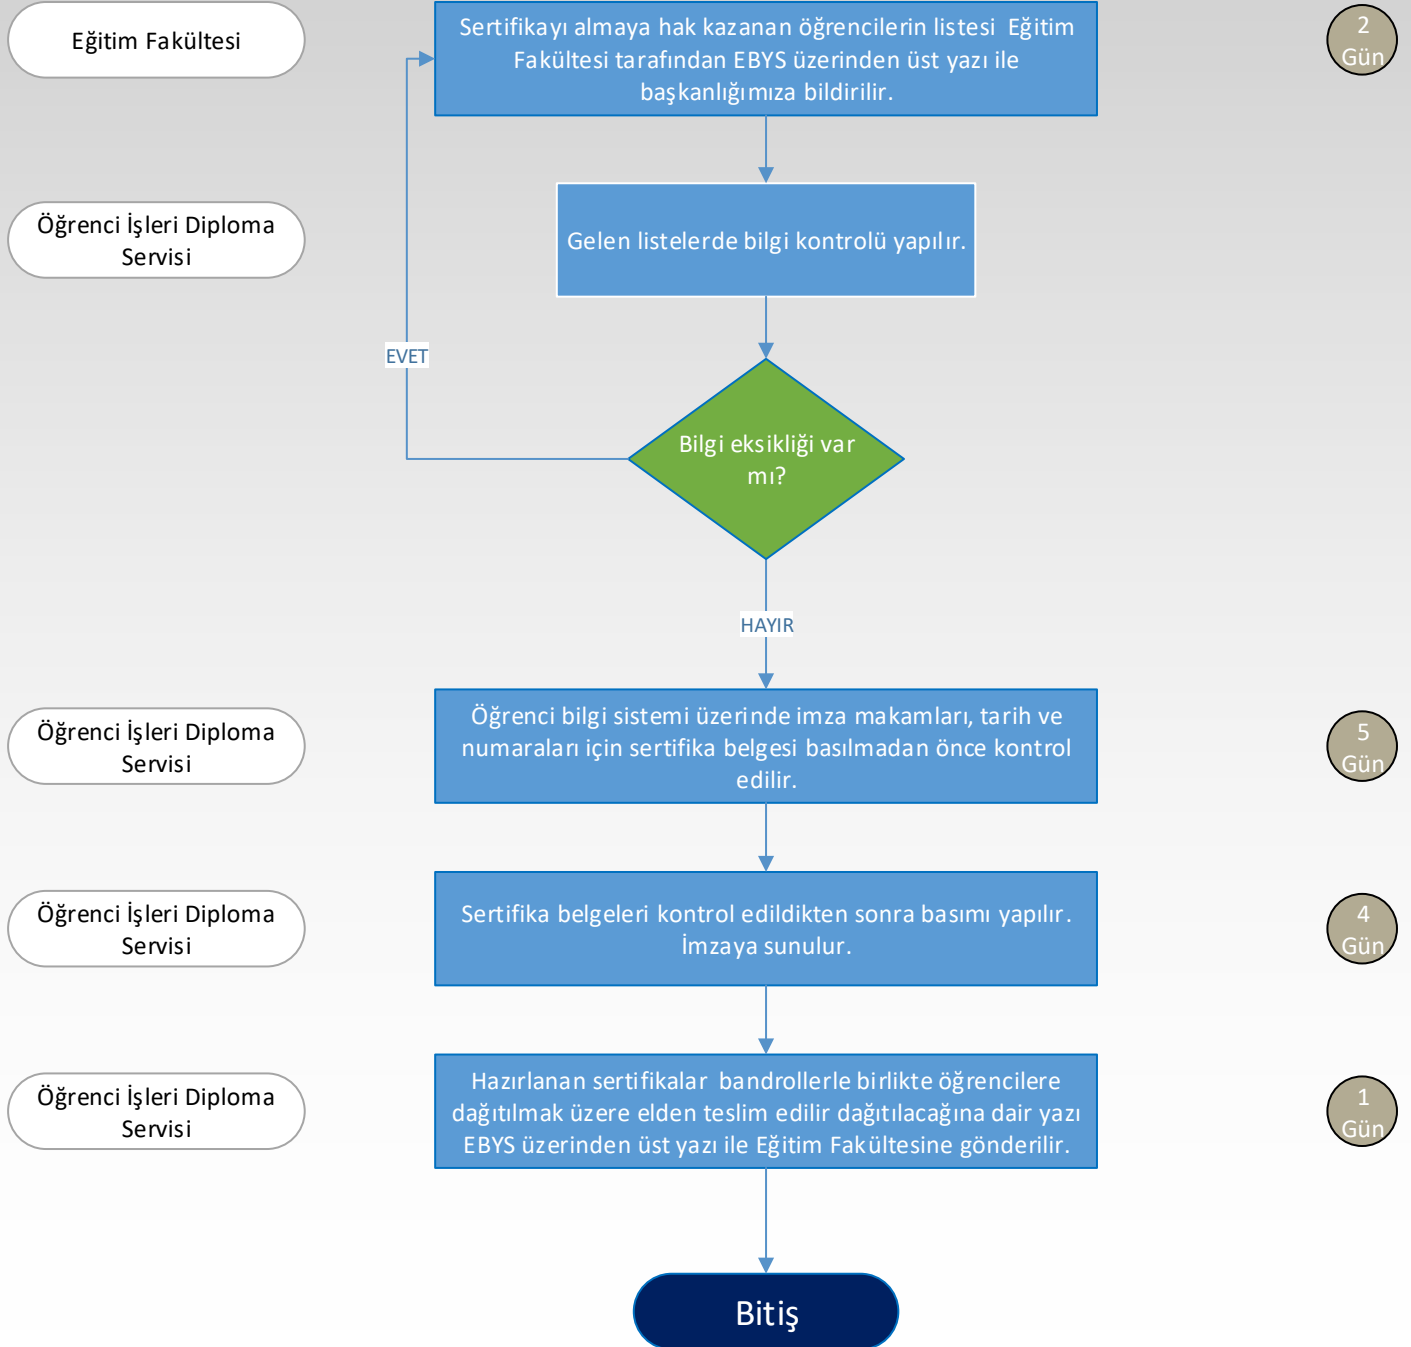 Eğitim Fakültesi
Sertifikayı almaya hak kazanan öğrencilerin listesi Eğitim
Fakültesi tarafından EBYS üzerinden üst yazı ile
başkanlığımıza bildirilir.
2
Gün
Öğrenci İşleri Diploma
Servisi
Gelen listelerde bilgi kontrolü yapılır.
EVET
Bilgi eksikliği var
mı?
HAYIR
Öğrenci İşleri Diploma
Servisi
Öğrenci bilgi sistemi üzerinde imza makamları, tarih ve
numaraları için sertifika belgesi basılmadan önce kontrol
edilir.
5
Gün
Öğrenci İşleri Diploma
Servisi
Sertifika belgeleri kontrol edildikten sonra basımı yapılır.
İmzaya sunulur.
4
Gün
Öğrenci İşleri Diploma
Servisi
Hazırlanan sertifikalar bandrollerle birlikte öğrencilere
dağıtılmak üzere elden teslim edilir dağıtılacağına dair yazı
EBYS üzerinden üst yazı ile Eğitim Fakültesine gönderilir.
1
Gün
Bitiş